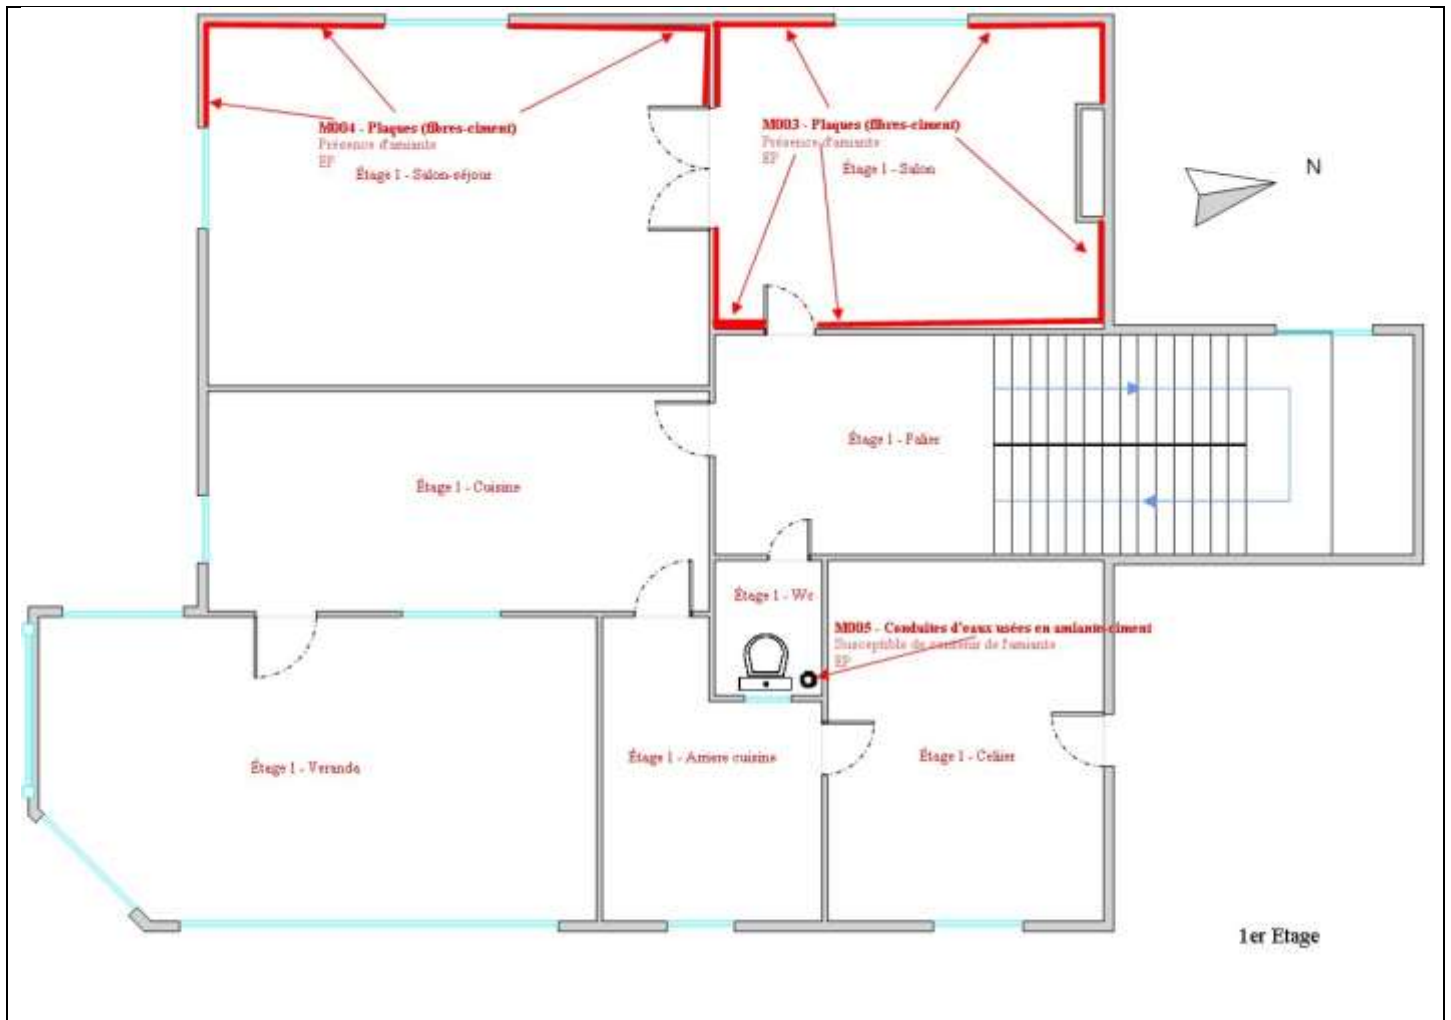 M004 - Plaques (fibres-ciment)
Présence d'amiante
EP
Étage 1 - Salon-séjour
M003 - Plaques (fibres-ciment)
Présence d'amiante
EP
Étage 1 - Salon
N
Étage 1 - Palier
Étage 1 - Cuisine
Étage 1 - Wc
M005 - Conduites d'eaux usées en amiante-ciment
Susceptible de contenir de l'amiante
EP
Étage 1 - Veranda
Étage 1 - Arriere cuisine
Étage 1 - Cellier
1er Etage